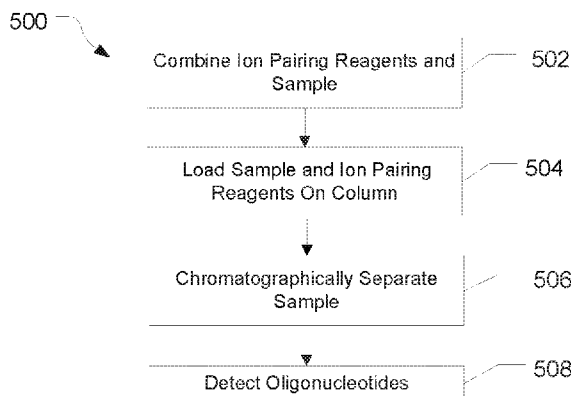 500
Combine Ion Pairing Reagents and
Sample
502
Load Sample and Ion Pairing
Reagents On Column
504
Chromatographically Separate
Sample
506
Detect Oligonucleotides
508